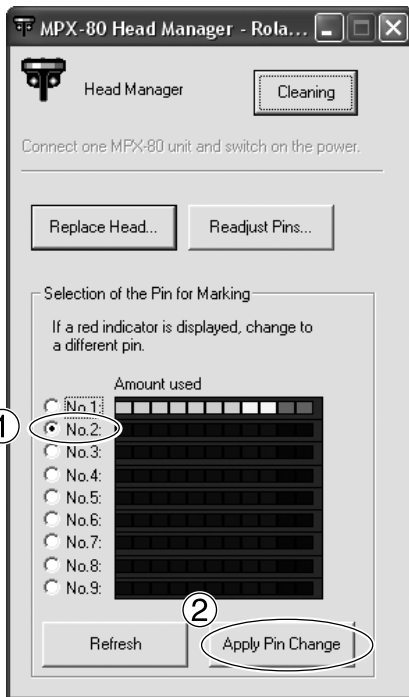 MPX-80 Head Manager - Rola...
Head Manager
Cleaning
Connect one MPX-80 unit and switch on the power.
Replace Head...
Readjust Pins...
Selection of the Pin for Marking
If a red indicator is displayed, change to
a different pin.
Amount used
No.1:
1
No.2:
No.3:
No.4:
No.5:
No.6:
No.7:
No.8:
No.9:
2
Refresh
Apply Pin Change